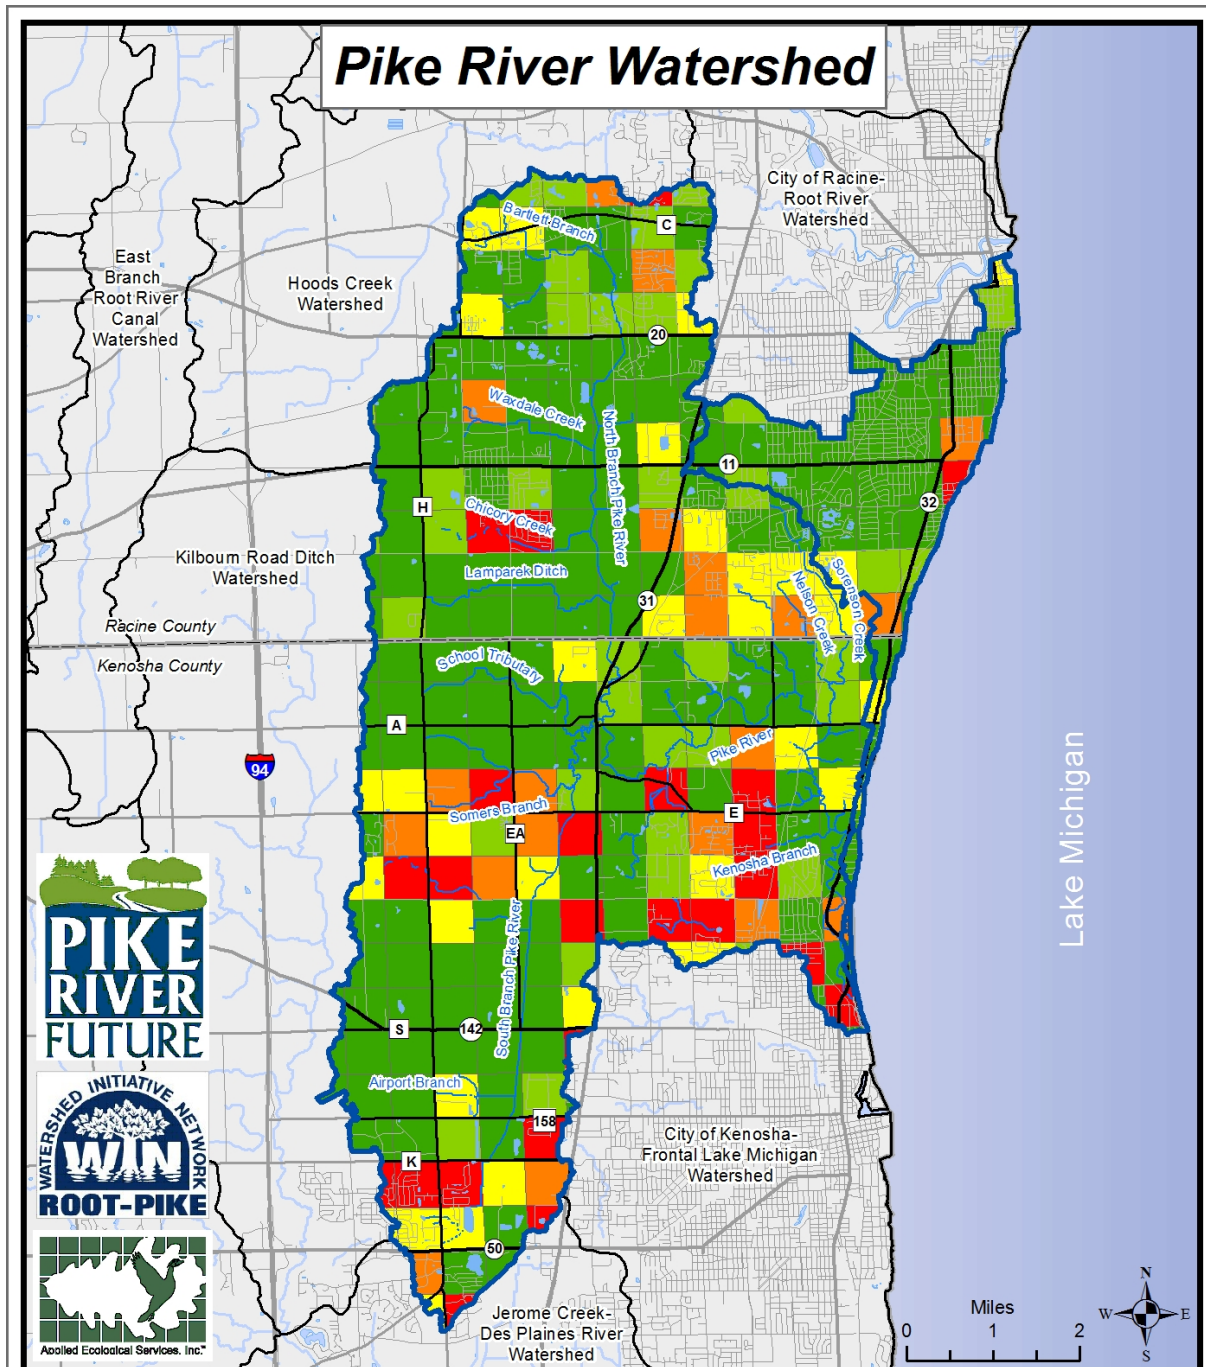 Pike River Watershed
City of Racine-
Root River
Watershed
Bartlett Branch
C
East
Branch
Root River
Canal
Watershed
Hoods Creek
Watershed
20
Waxdale Creek
North Branch Pike River
11
H
Chicory Creek
32
Kilbourn Road Ditch
Watershed
Lamparek Ditch
Sorenson Creek
Nelson Creek
31
Racine County
Kenosha County
School Tributary
A
Pike River
94
Lake Michigan
Somers Branch
E
EA
Kenosha Branch
PIKE
RIVER
FUTURE
South Branch Pike River
S
142
Airport Branch
158
WATERSHED INITIATIVE NETWORK
WIN
ROOT-PIKE
City of Kenosha-
Frontal Lake Michigan
Watershed
K
50
Applied Ecological Services, Inc.™
Jerome Creek-
Des Plaines River
Watershed
Miles
0 1 2
N
W E
S